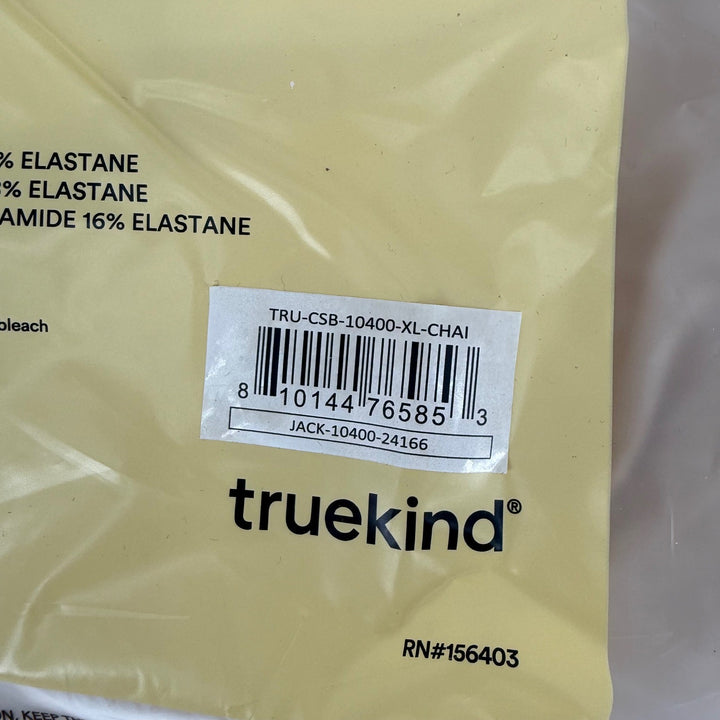 % ELASTANE
% ELASTANE
AMIDE 16% ELASTANE
bleach
TRU-CSB-10400-XL-CHAI
8 10144 76585 3
JACK-10400-24166
truekind®
RN#156403
KEEP